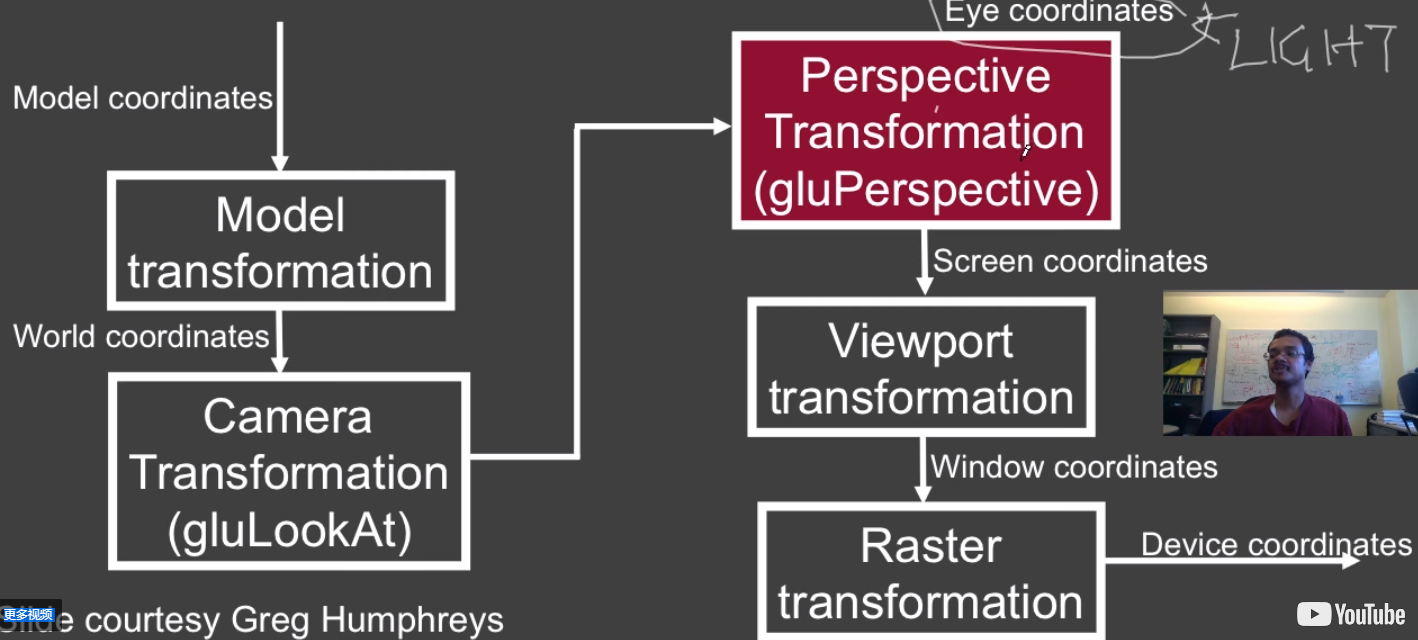 Eye coordinates
LIGHT
Model coordinates
Perspective
Transformation
(gluPerspective)
Model
transformation
Screen coordinates
World coordinates
Viewport
transformation
Camera
Transformation
(gluLookAt)
Window coordinates
Raster
transformation
Device coordinates
更多视频
Slide courtesy Greg Humphreys
YouTube